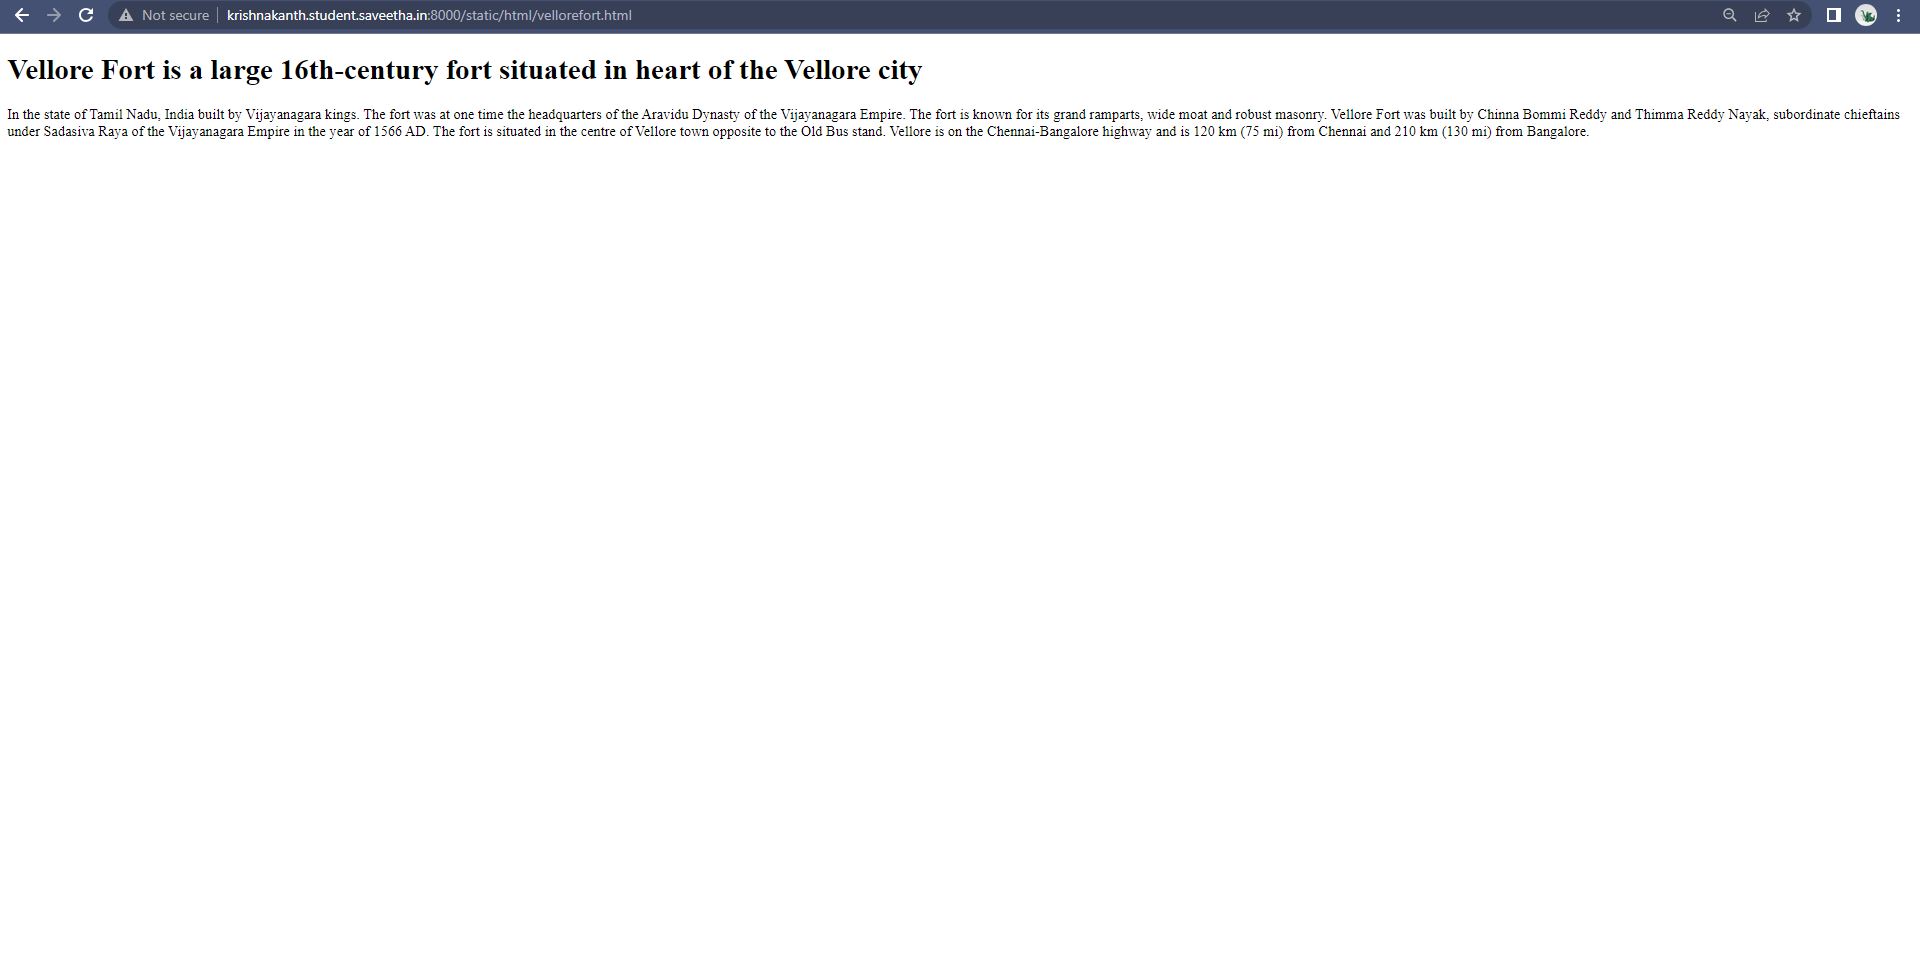 Not secure | krishnakanth.student.saveetha.in:8000/static/html/vellorefort.html
Vellore Fort is a large 16th-century fort situated in heart of the Vellore city
In the state of Tamil Nadu, India built by Vijayanagara kings. The fort was at one time the headquarters of the Aravidu Dynasty of the Vijayanagara Empire. The fort is known for its grand ramparts, wide moat and robust masonry. Vellore Fort was built by Chinna Bommi Reddy and Thimma Reddy Nayak, subordinate chieftains
under Sadasiva Raya of the Vijayanagara Empire in the year of 1566 AD. The fort is situated in the centre of Vellore town opposite to the Old Bus stand. Vellore is on the Chennai-Bangalore highway and is 120 km (75 mi) from Chennai and 210 km (130 mi) from Bangalore.